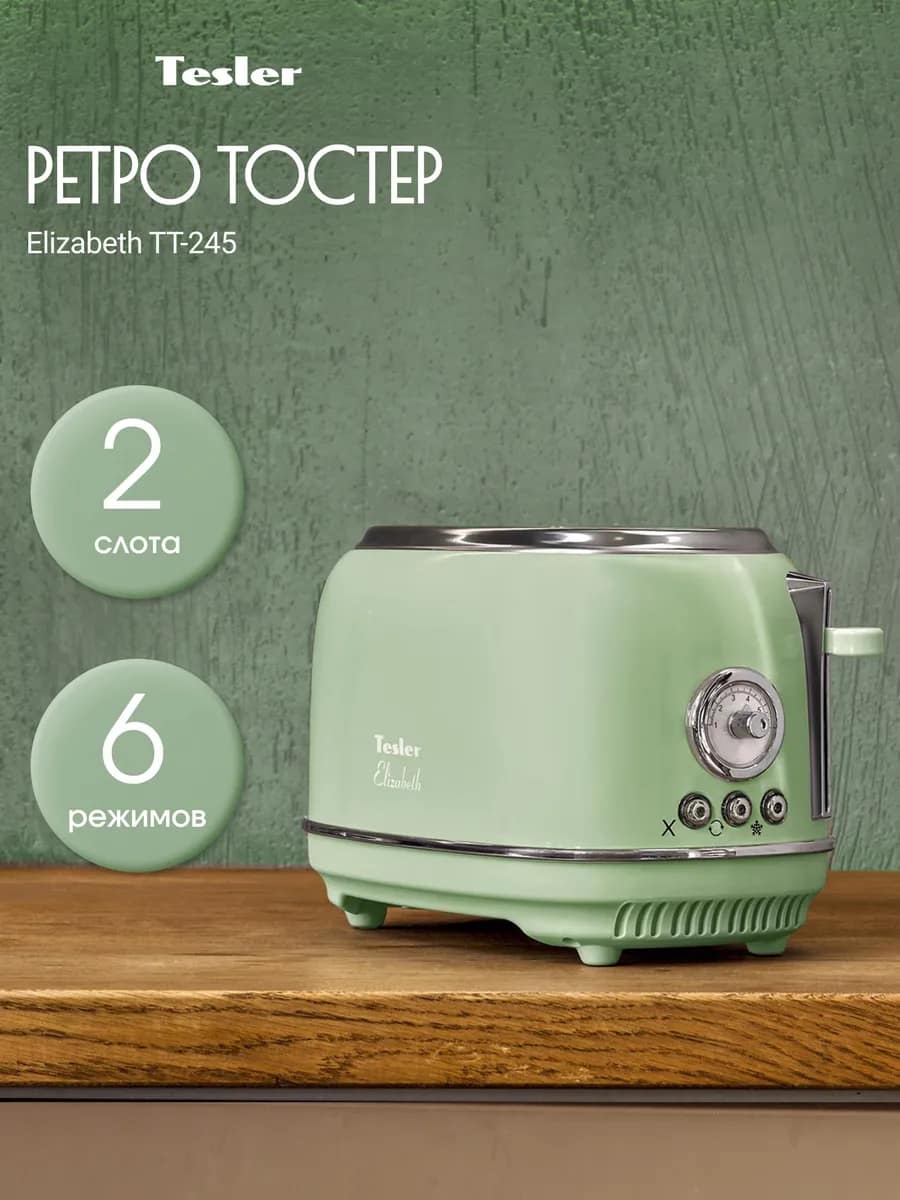 Tesler
РЕТРО ТОСТЕР
Elizabeth TT-245
2
слота
6
режимов
Tesler
Elizabeth